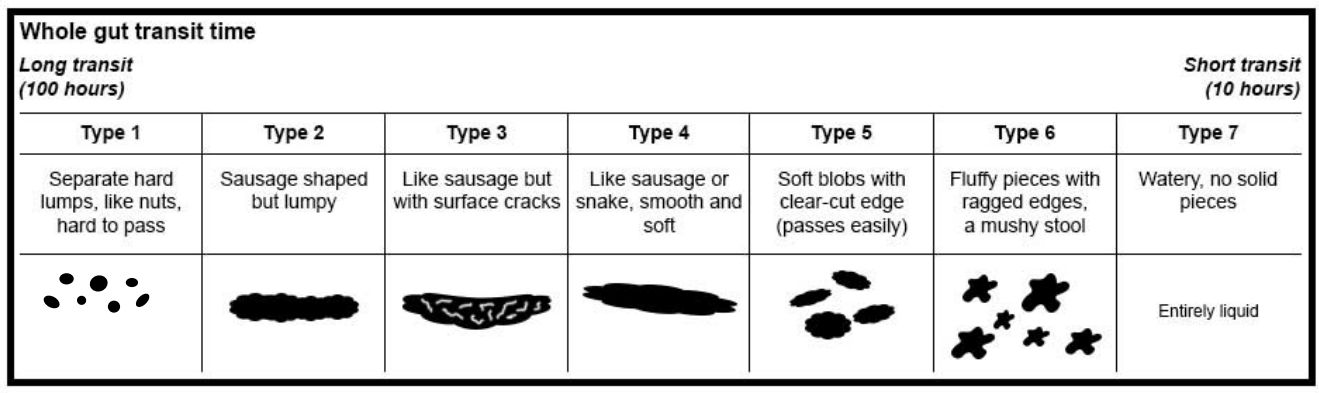 Whole gut transit time
Long transit
(100 hours)
Short transit
(10 hours)
Type 1
Type 2
Type 3
Type 4
Type 5
Type 6
Type 7
Separate hard
lumps, like nuts,
hard to pass
Sausage shaped
but lumpy
Like sausage but
with surface cracks
Like sausage or
snake, smooth and
soft
Soft blobs with
clear-cut edge
(passes easily)
Fluffy pieces with
ragged edges,
a mushy stool
Watery, no solid
pieces
Entirely liquid